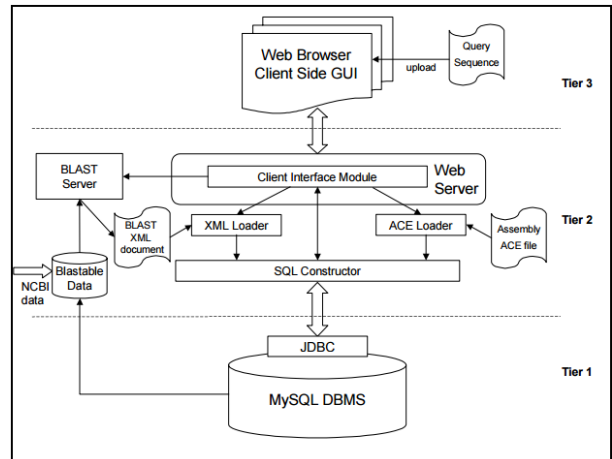 Web Browser
Client Side GUI
upload
Query
Sequence
Tier 3
BLAST
Server
Client Interface Module
Web
Server
BLAST
XML
document
XML Loader
ACE Loader
Assembly
ACE file
Tier 2
SQL Constructor
NCBI
data
Blastable
Data
JDBC
MySQL DBMS
Tier 1